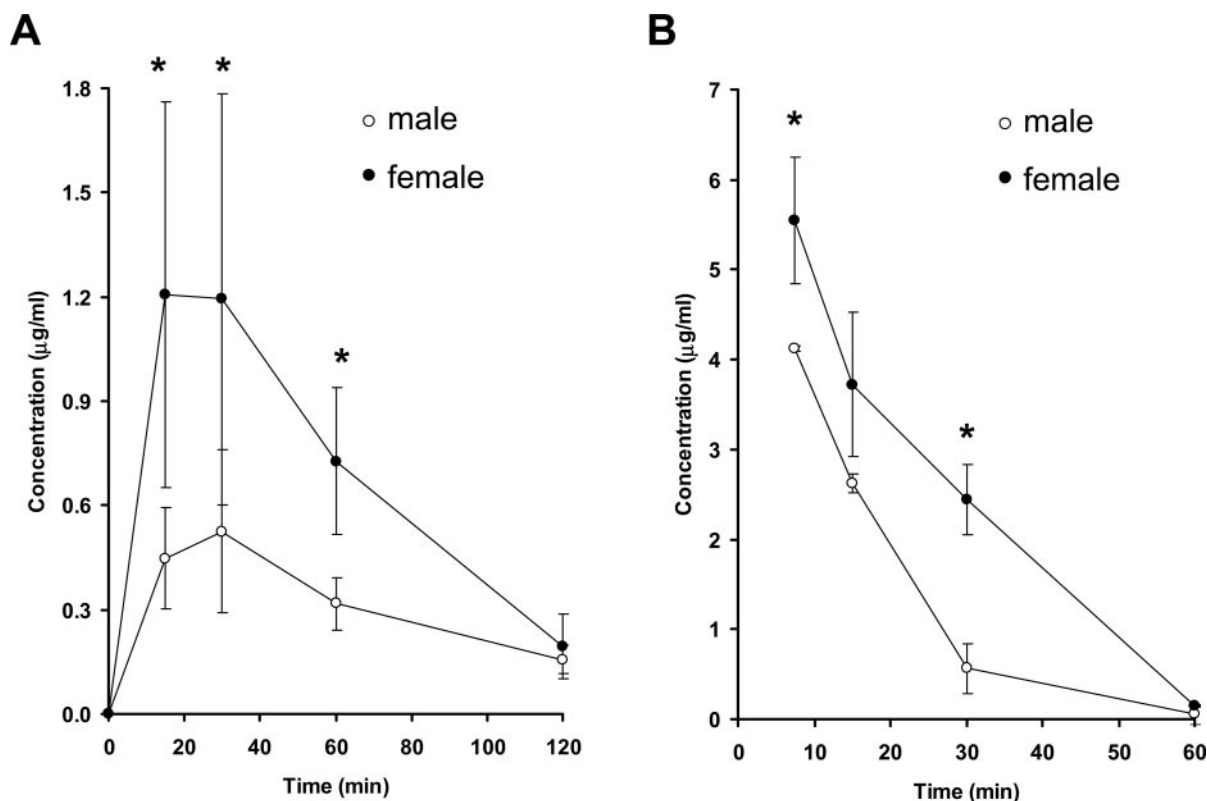 A
* *
*
1.8
1.5
1.2
0.9
0.6
0.3
0.0
Concentration (µg/ml)
male
female
0 20 40 60 80 100 120
Time (min)
B
*
*
7
6
5
4
3
2
1
0
Concentration (µg/ml)
male
female
0 10 20 30 40 50 60
Time (min)